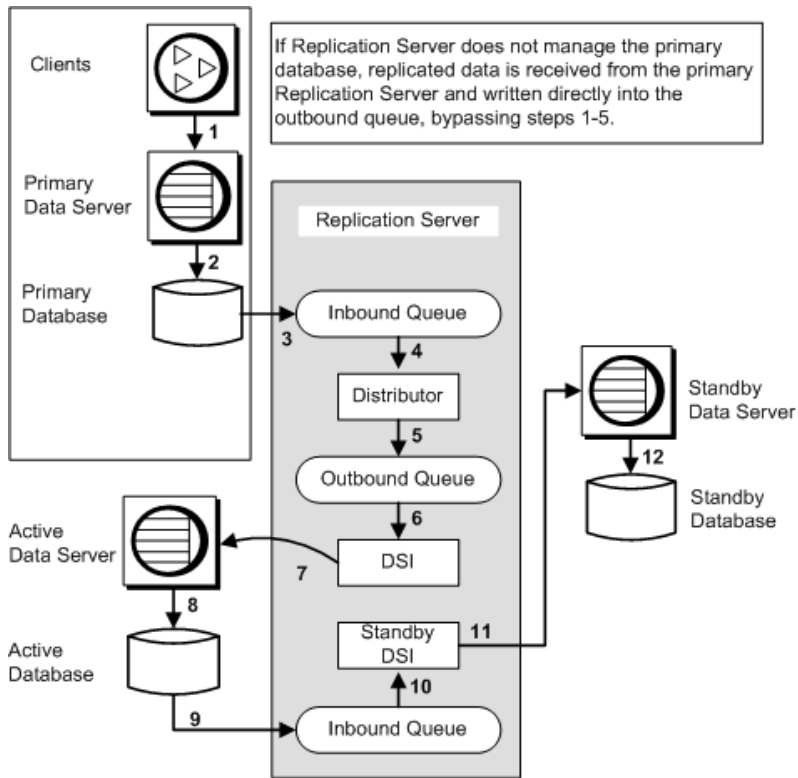 Clients
If Replication Server does not manage the primary
database, replicated data is received from the primary
Replication Server and written directly into the
outbound queue, bypassing steps 1-5.
1
Primary
Data Server
Replication Server
2
Primary
Database
3
Inbound Queue
4
Distributor
Standby
Data Server
5
12
Outbound Queue
Standby
Database
6
Active
Data Server
7
DSI
8
Standby
DSI
11
Active
Database
10
9
Inbound Queue